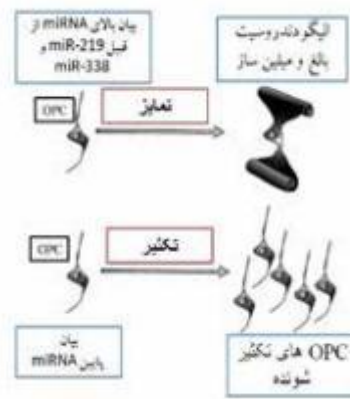 بیان بالای miRNA از
قبیل miR-219 و
miR-338
الیگودندروسیت
بالغ و میلین ساز
OPC
تمایز
OPC
تکثیر
بیان
پایین miRNA
OPC های تکثیر
شونده